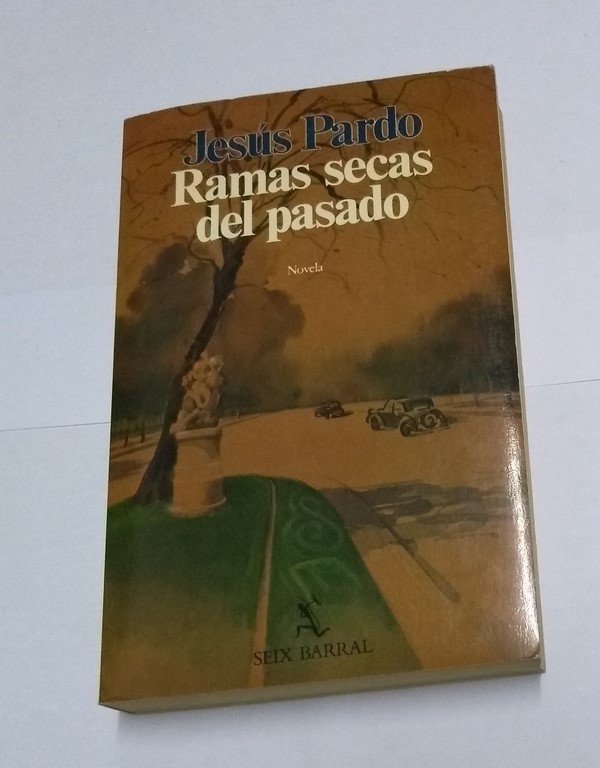 Jesús Pardo
Ramas secas
del pasado
Novela
SEIX BARRAL